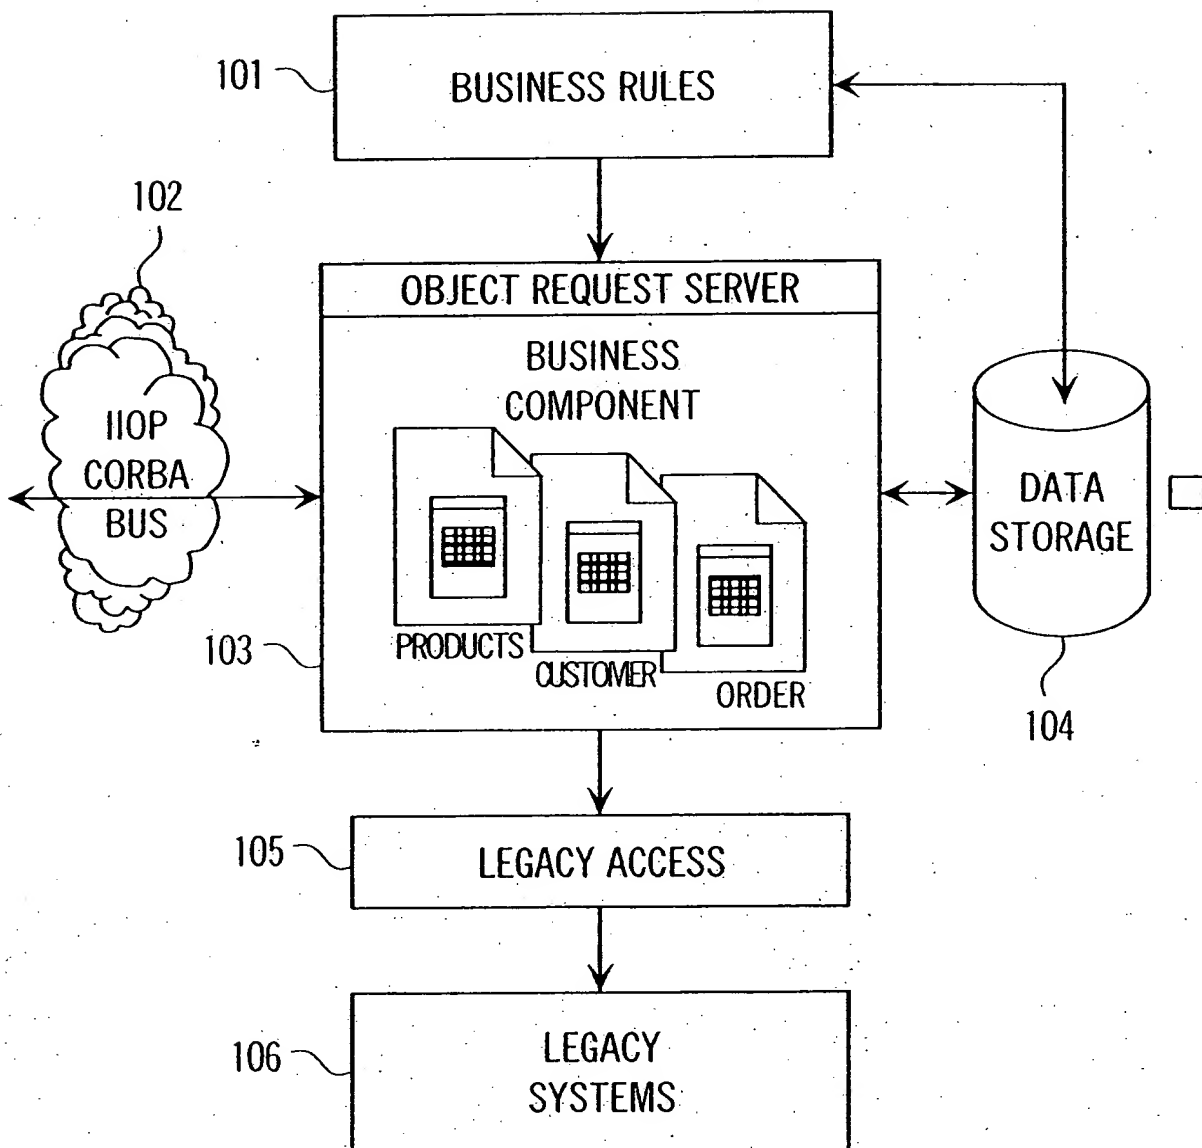 101
BUSINESS RULES
102
OBJECT REQUEST SERVER
BUSINESS
COMPONENT
IIOP
CORBA
BUS
DATA
STORAGE
103
PRODUCTS
CUSTOMER
ORDER
104
105
LEGACY ACCESS
106
LEGACY
SYSTEMS